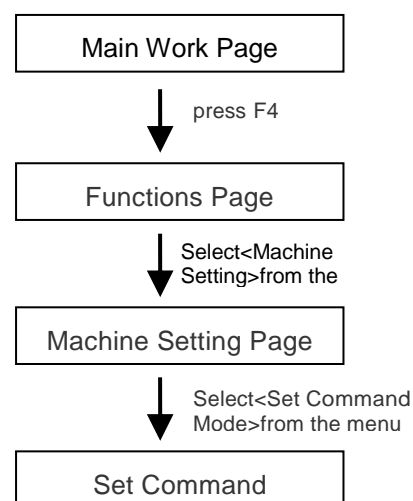 Main Work Page
press F4
Functions Page
Select<Machine
Setting>from the
Machine Setting Page
Select<Set Command
Mode>from the menu
Set Command